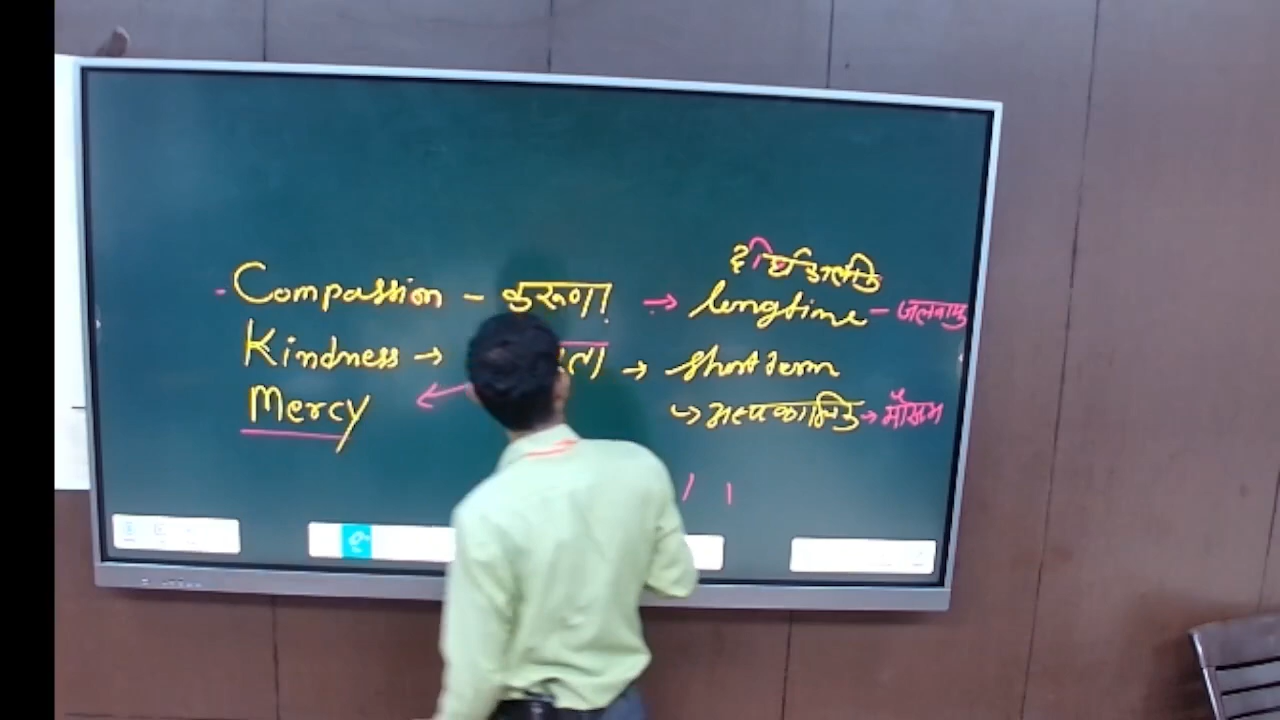 दीर्घकालिक
- Compassion - करुणा → longtime - जलवायु
Kindness → → short term
Mercy ← ↳ अल्पकालिक → मौसम